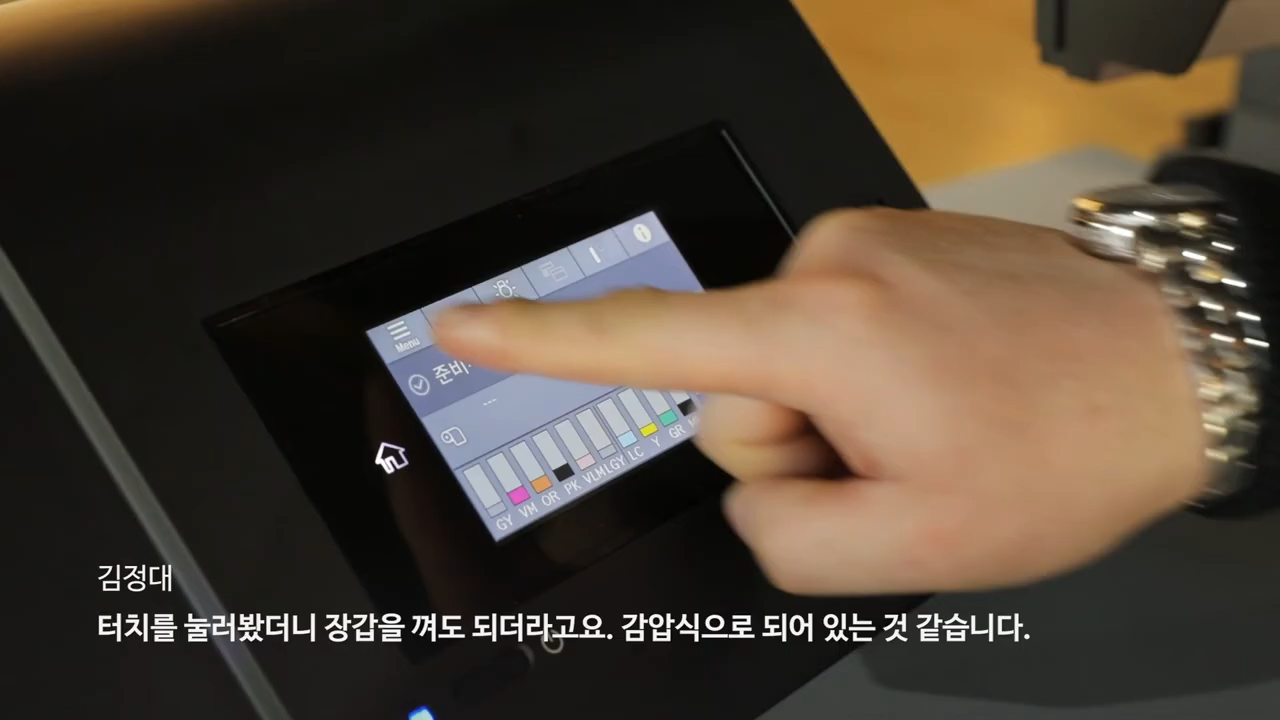 Menu
준비
---
GY VM OR PK VLM LGY LC Y GR
김정대
터치를 눌러봤더니 장갑을 껴도 되더라고요. 감압식으로 되어 있는 것 같습니다.